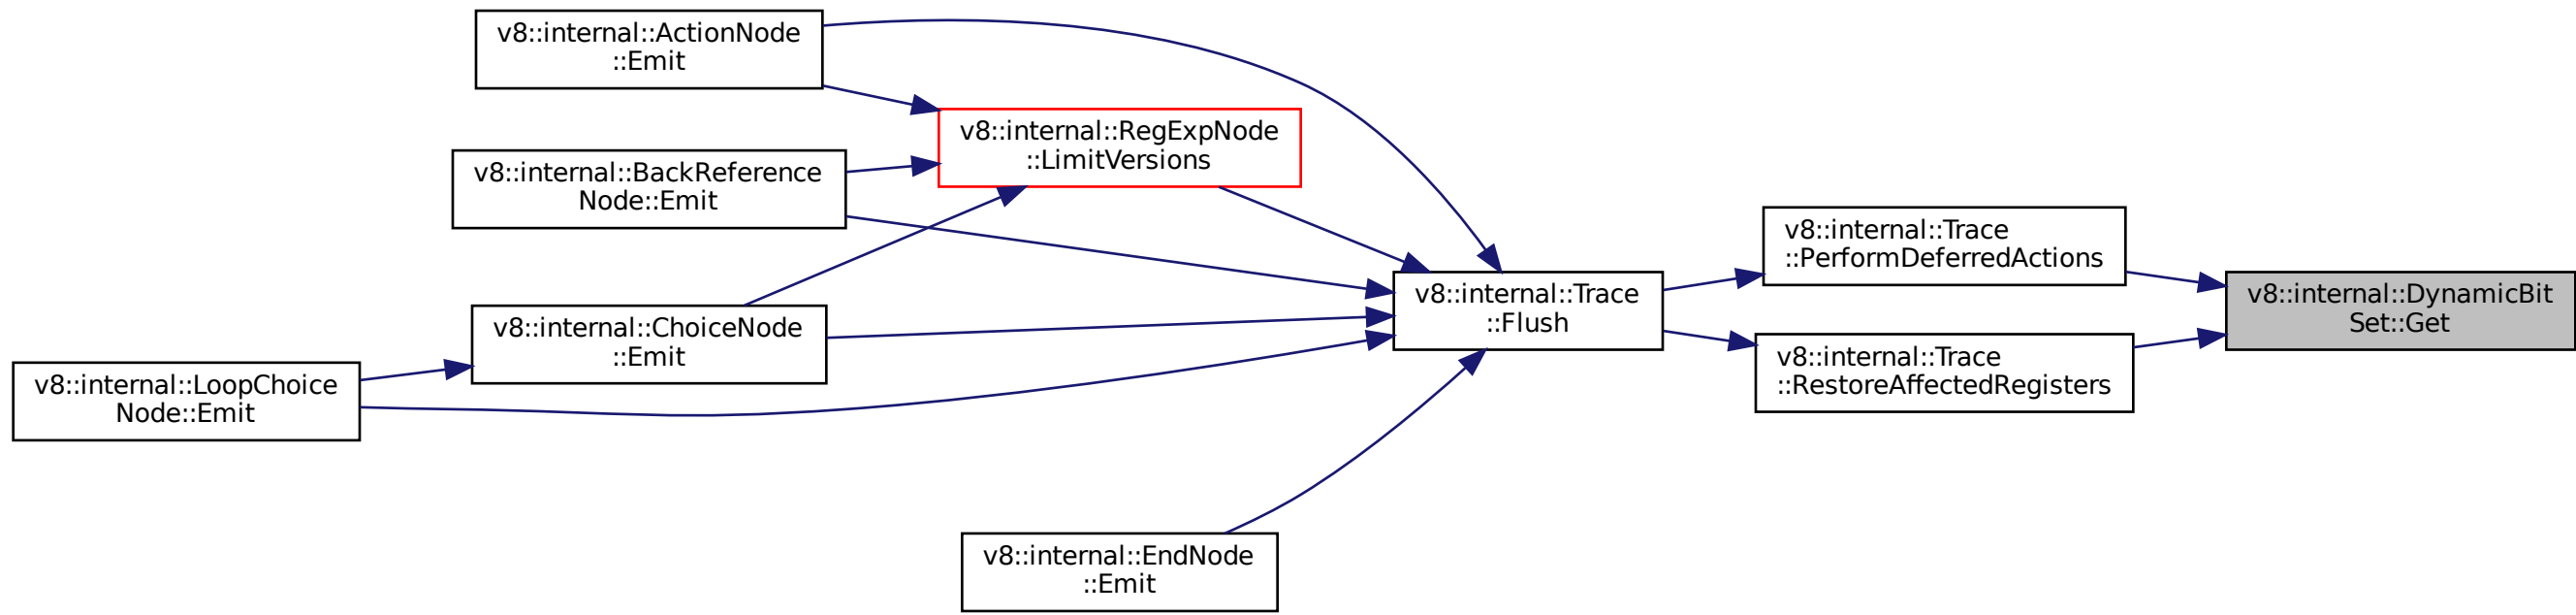 v8::internal::ActionNode
::Emit
v8::internal::RegExpNode
::LimitVersions
v8::internal::BackReference
Node::Emit
v8::internal::Trace
::PerformDeferredActions
v8::internal::DynamicBit
Set::Get
v8::internal::Trace
::Flush
v8::internal::ChoiceNode
::Emit
v8::internal::Trace
::RestoreAffectedRegisters
v8::internal::LoopChoice
Node::Emit
v8::internal::EndNode
::Emit